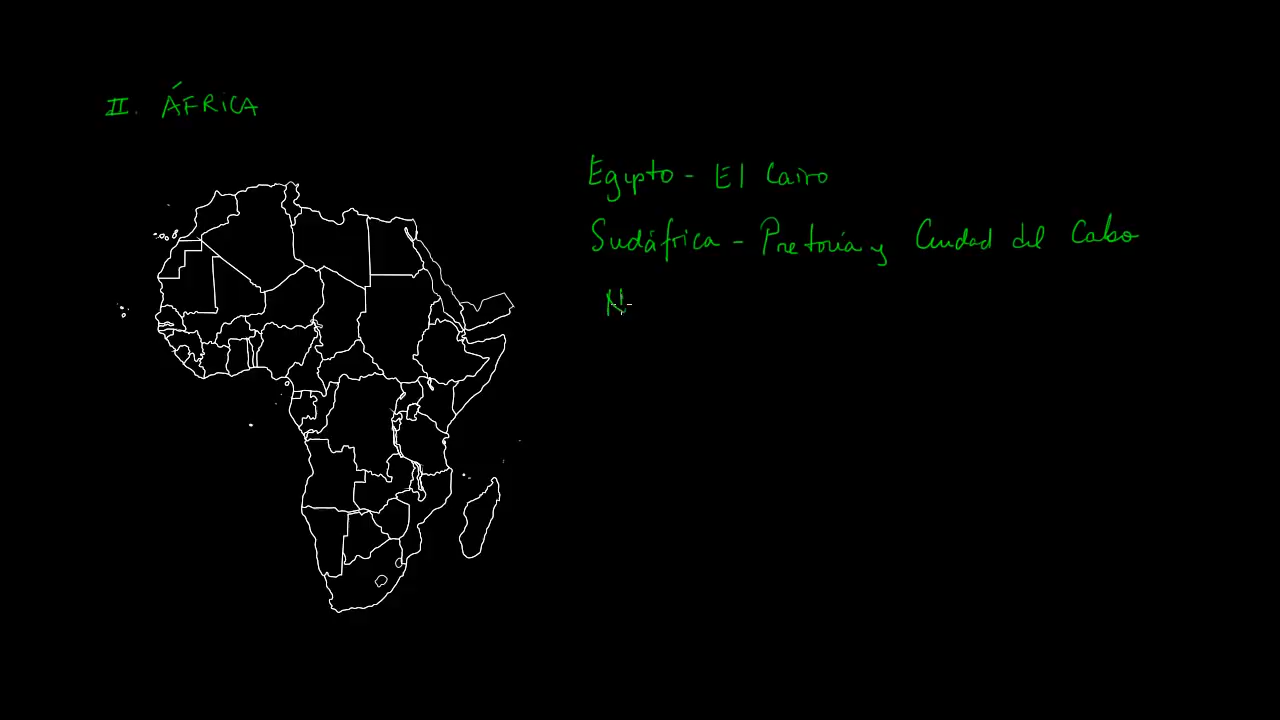 II. ÁFRICA
Egipto - El Cairo
Sudáfrica - Pretoria y Ciudad del Cabo
N